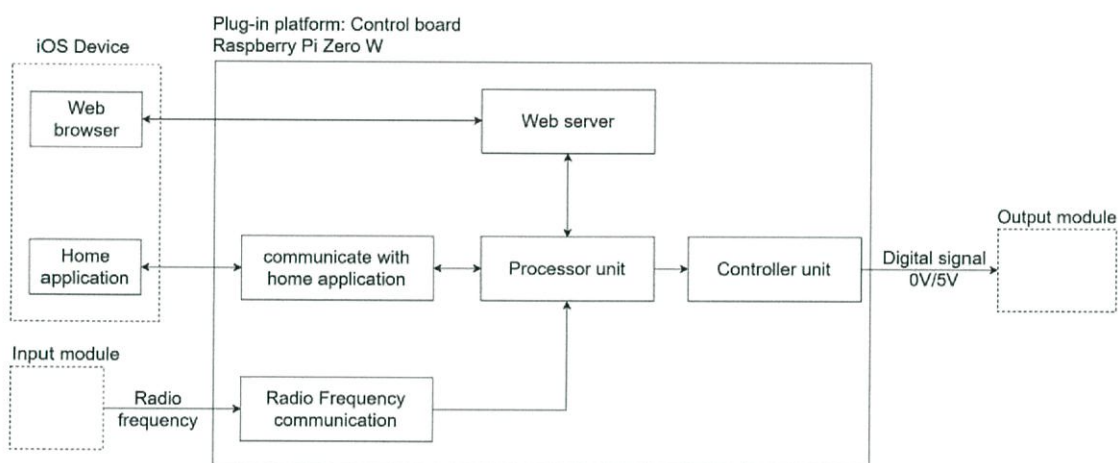 Plug-in platform: Control board
Raspberry Pi Zero W
iOS Device
Web
browser
Web server
Home
application
communicate with
home application
Processor unit
Controller unit
Digital signal
0V/5V
Output module
Input module
Radio
frequency
Radio Frequency
communication